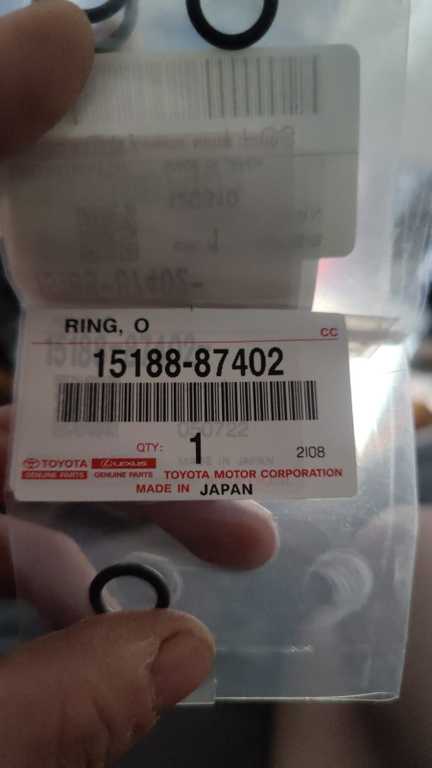 RING, O
CC
15188-87402
QTY: 1
2108
TOYOTA LEXUS TOYOTA MOTOR CORPORATION
GENUINE PARTS GENUINE PARTS
MADE IN JAPAN